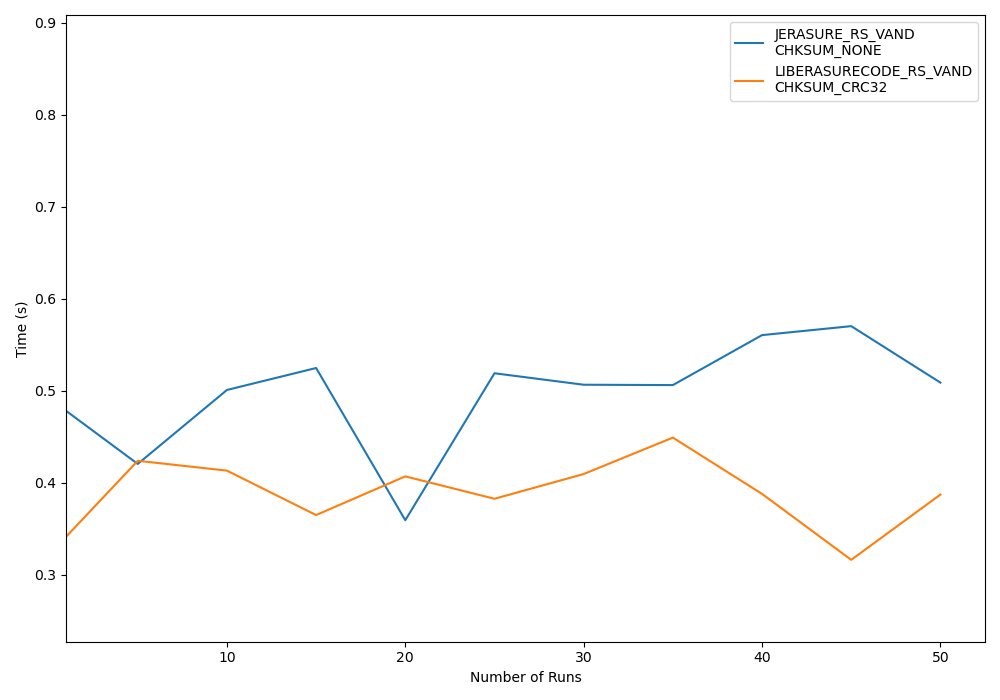 JERASURE_RS_VAND
CHKSUM_NONE
LIBERASURECODE_RS_VAND
CHKSUM_CRC32
0.9
0.8
0.7
0.6
0.5
0.4
0.3
Time (s)
10
20
30
40
50
Number of Runs